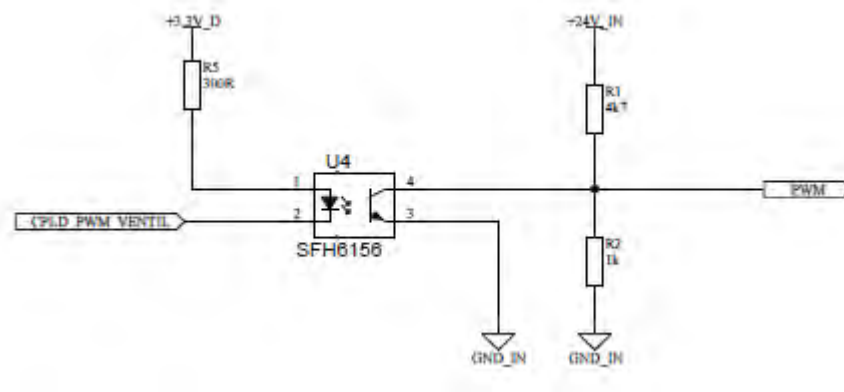 +3.3V_D
+24V_IN
R5
300R
R1
4k7
U4
1
4
PWM
CPLD_PWM_VENTIL
2
3
SFH6156
R2
1k
GND_IN
GND_IN